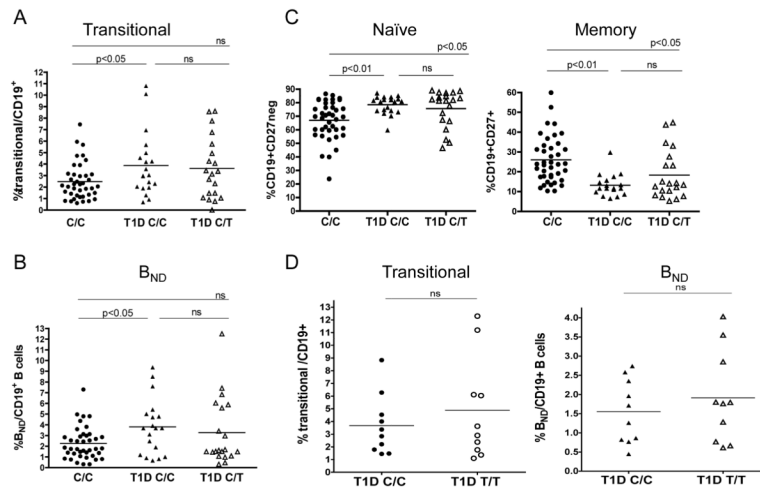 A
Transitional
ns
p<0.05
ns
%transitional/CD19+
12
11
10
9
8
7
6
5
4
3
2
1
0
C/C
T1D C/C
T1D C/T
B
BND
ns
p<0.05
ns
%BND/CD19+ B cells
13
12
11
10
9
8
7
6
5
4
3
2
1
0
C/C
T1D C/C
T1D C/T
C
Naïve
p<0.05
p<0.01
ns
%CD19+CD27neg
90
80
70
60
50
40
30
20
10
0
C/C
T1D C/C
T1D C/T
Memory
p<0.05
p<0.01
ns
%CD19+CD27+
60
50
40
30
20
10
0
C/C
T1D C/C
T1D C/T
D
Transitional
ns
% transitional /CD19+
13
12
11
10
9
8
7
6
5
4
3
2
1
0
T1D C/C
T1D T/T
BND
ns
% BND/CD19+ B cells
4.0
3.5
3.0
2.5
2.0
1.5
1.0
0.5
0.0
T1D C/C
T1D T/T